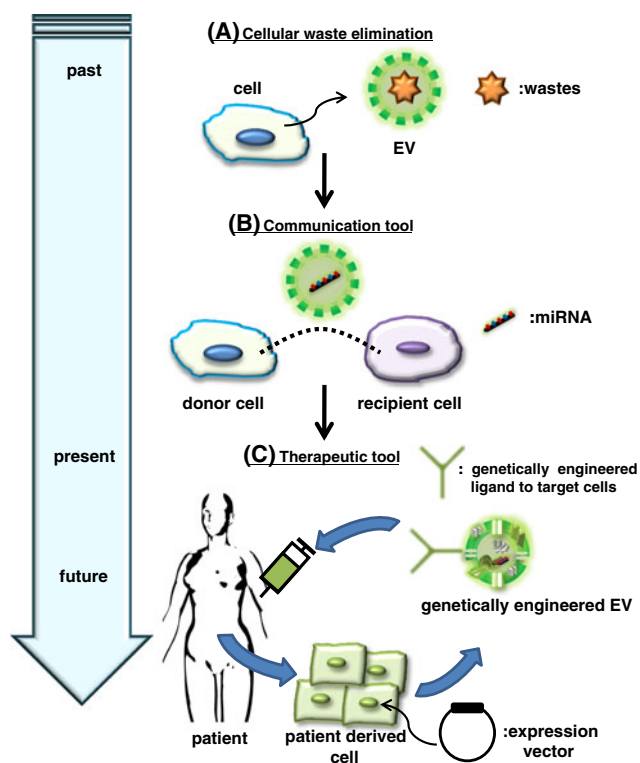 (A) Cellular waste elimination
past
cell
:wastes
EV
(B) Communication tool
:miRNA
donor cell
recipient cell
present
(C) Therapeutic tool
: genetically engineered
ligand to target cells
future
genetically engineered EV
patient
patient derived
cell
:expression
vector